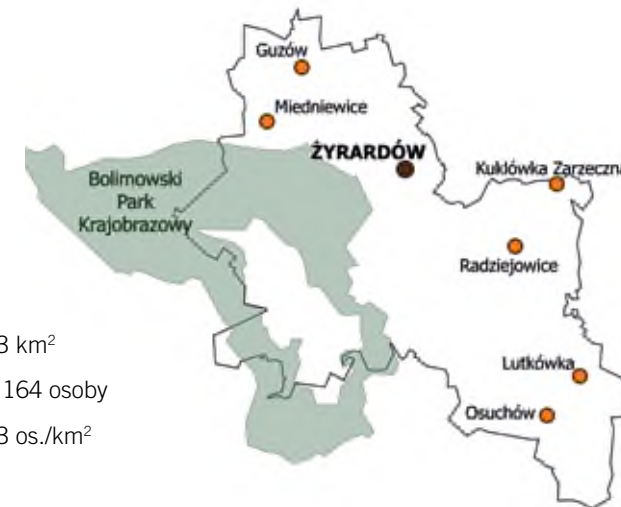 Guzów
Miedniewice
ŻYRARDÓW
Kuklówka Zarzeczna
Bolimowski
Park
Krajobrazowy
Radziejowice
3 km²
164 osoby
3 os./km²
Lutkówka
Osuchów